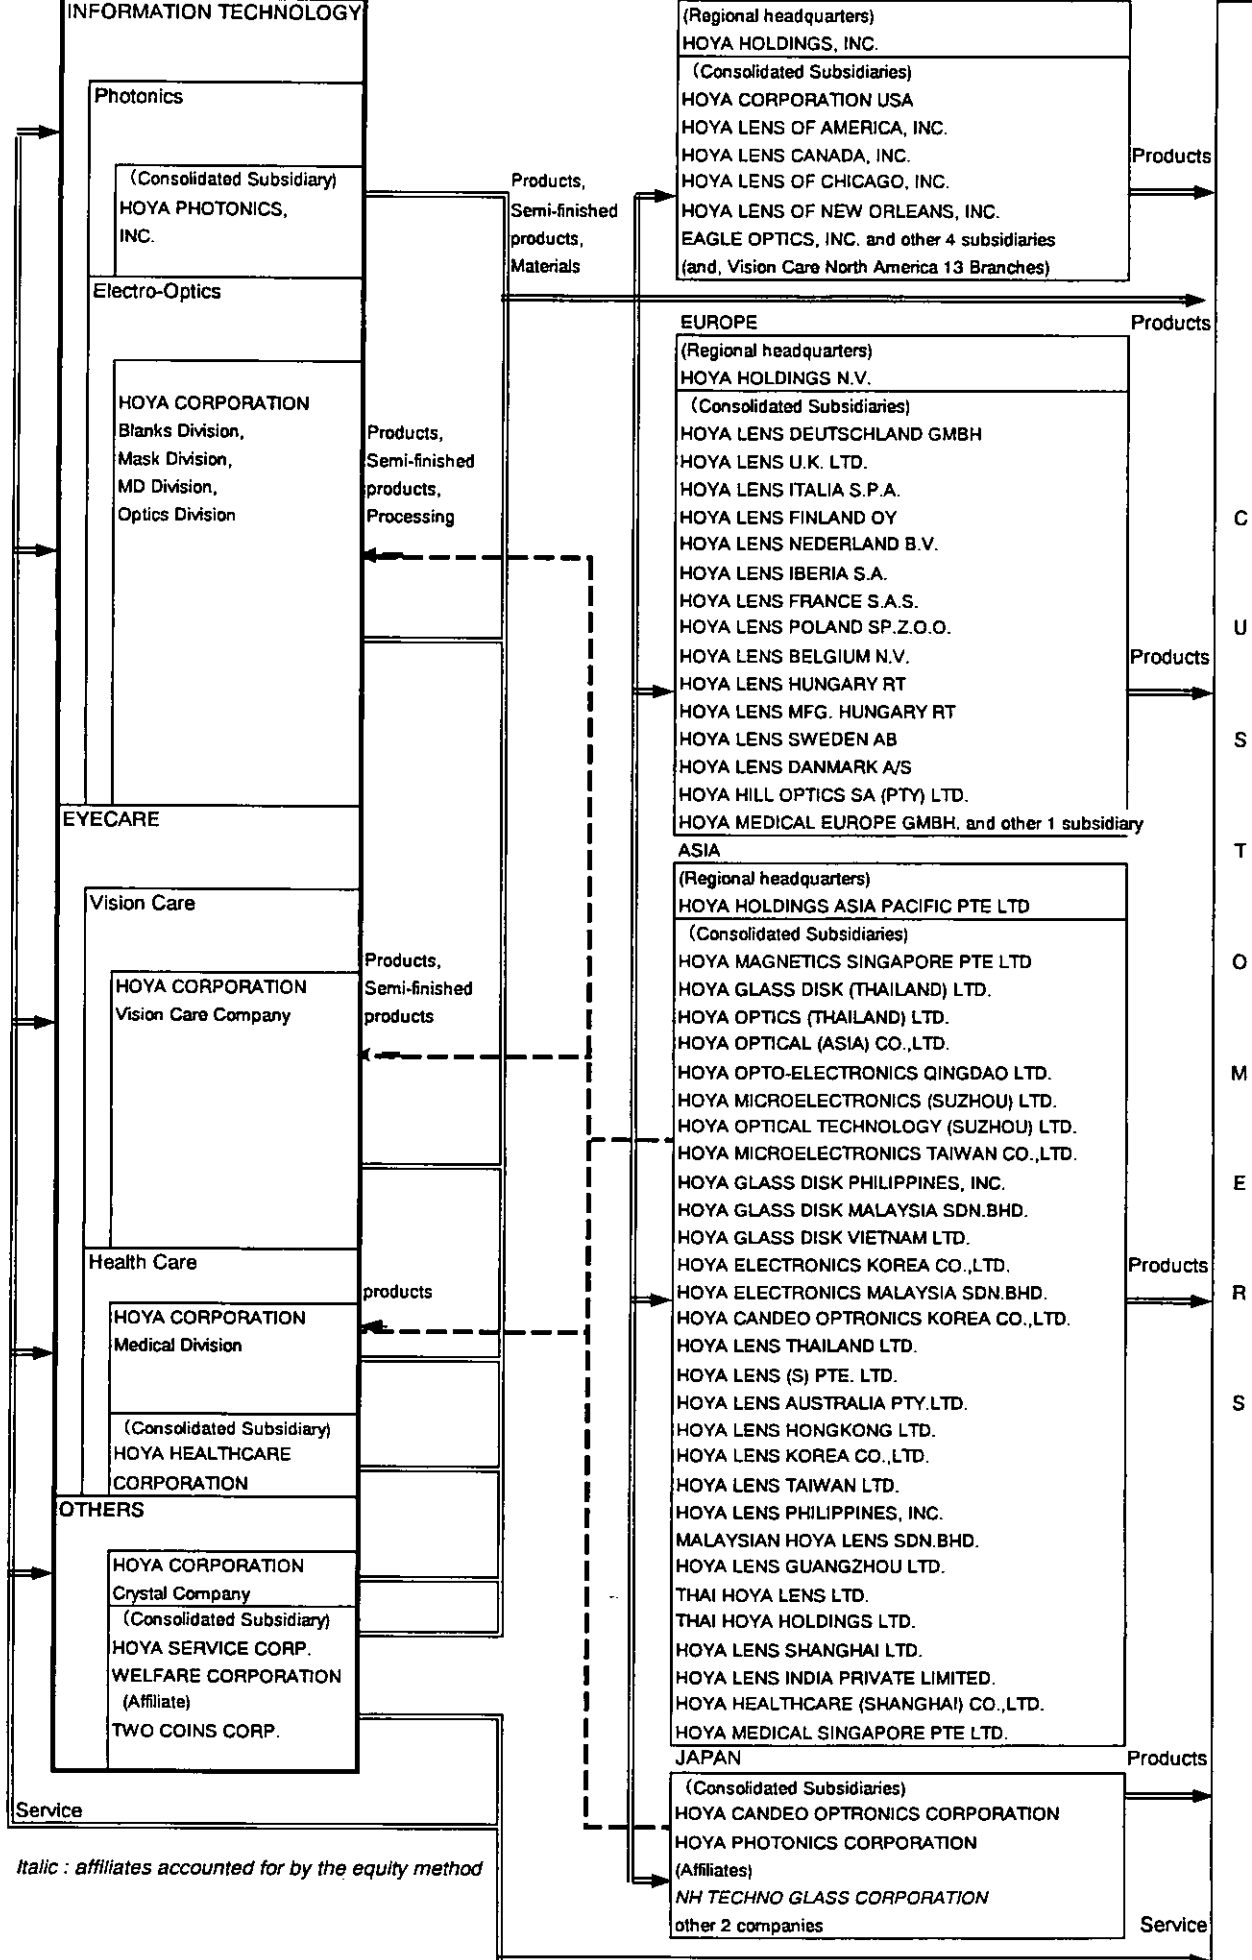 INFORMATION TECHNOLOGY
Photonics
(Consolidated Subsidiary)
HOYA PHOTONICS,
INC.
Electro-Optics
HOYA CORPORATION
Blanks Division,
Mask Division,
MD Division,
Optics Division
EYECARE
Vision Care
HOYA CORPORATION
Vision Care Company
Health Care
HOYA CORPORATION
Medical Division
(Consolidated Subsidiary)
HOYA HEALTHCARE
CORPORATION
OTHERS
HOYA CORPORATION
Crystal Company
(Consolidated Subsidiary)
HOYA SERVICE CORP.
WELFARE CORPORATION
(Affiliate)
TWO COINS CORP.
Service
Italic : affiliates accounted for by the equity method
Products,
Semi-finished
products,
Materials
Products,
Semi-finished
products,
Processing
Products,
Semi-finished
products
products
(Regional headquarters)
HOYA HOLDINGS, INC.
(Consolidated Subsidiaries)
HOYA CORPORATION USA
HOYA LENS OF AMERICA, INC.
HOYA LENS CANADA, INC.
HOYA LENS OF CHICAGO, INC.
HOYA LENS OF NEW ORLEANS, INC.
EAGLE OPTICS, INC. and other 4 subsidiaries
(and, Vision Care North America 13 Branches)
Products
Products
EUROPE
(Regional headquarters)
HOYA HOLDINGS N.V.
(Consolidated Subsidiaries)
HOYA LENS DEUTSCHLAND GMBH
HOYA LENS U.K. LTD.
HOYA LENS ITALIA S.P.A.
HOYA LENS FINLAND OY
HOYA LENS NEDERLAND B.V.
HOYA LENS IBERIA S.A.
HOYA LENS FRANCE S.A.S.
HOYA LENS POLAND SP.Z.O.O.
HOYA LENS BELGIUM N.V.
HOYA LENS HUNGARY RT
HOYA LENS MFG. HUNGARY RT
HOYA LENS SWEDEN AB
HOYA LENS DANMARK A/S
HOYA HILL OPTICS SA (PTY) LTD.
HOYA MEDICAL EUROPE GMBH, and other 1 subsidiary
Products
ASIA
(Regional headquarters)
HOYA HOLDINGS ASIA PACIFIC PTE LTD
(Consolidated Subsidiaries)
HOYA MAGNETICS SINGAPORE PTE LTD
HOYA GLASS DISK (THAILAND) LTD.
HOYA OPTICS (THAILAND) LTD.
HOYA OPTICAL (ASIA) CO.,LTD.
HOYA OPTO-ELECTRONICS QINGDAO LTD.
HOYA MICROELECTRONICS (SUZHOU) LTD.
HOYA OPTICAL TECHNOLOGY (SUZHOU) LTD.
HOYA MICROELECTRONICS TAIWAN CO.,LTD.
HOYA GLASS DISK PHILIPPINES, INC.
HOYA GLASS DISK MALAYSIA SDN.BHD.
HOYA GLASS DISK VIETNAM LTD.
HOYA ELECTRONICS KOREA CO.,LTD.
HOYA ELECTRONICS MALAYSIA SDN.BHD.
HOYA CANDEO OPTRONICS KOREA CO.,LTD.
HOYA LENS THAILAND LTD.
HOYA LENS (S) PTE. LTD.
HOYA LENS AUSTRALIA PTY.LTD.
HOYA LENS HONGKONG LTD.
HOYA LENS KOREA CO.,LTD.
HOYA LENS TAIWAN LTD.
HOYA LENS PHILIPPINES, INC.
MALAYSIAN HOYA LENS SDN.BHD.
HOYA LENS GUANGZHOU LTD.
THAI HOYA LENS LTD.
THAI HOYA HOLDINGS LTD.
HOYA LENS SHANGHAI LTD.
HOYA LENS INDIA PRIVATE LIMITED.
HOYA HEALTHCARE (SHANGHAI) CO.,LTD.
HOYA MEDICAL SINGAPORE PTE LTD.
Products
JAPAN
(Consolidated Subsidiaries)
HOYA CANDEO OPTRONICS CORPORATION
HOYA PHOTONICS CORPORATION
(Affiliates)
NH TECHNO GLASS CORPORATION
other 2 companies
Products
Service
C
U
S
T
O
M
E
R
S